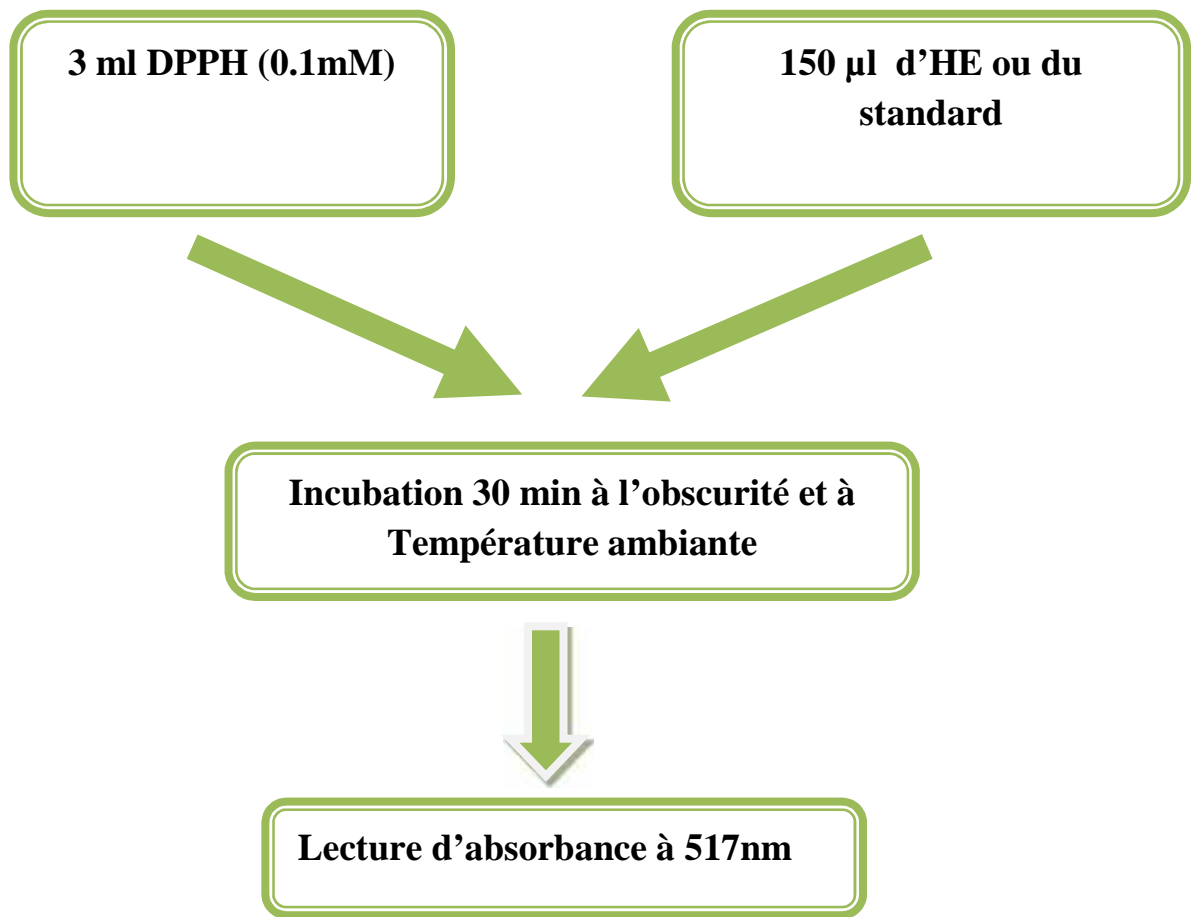 3 ml DPPH (0.1mM)
150 µl d’HE ou du
standard
Incubation 30 min à l’obscurité et à
Température ambiante
Lecture d’absorbance à 517nm